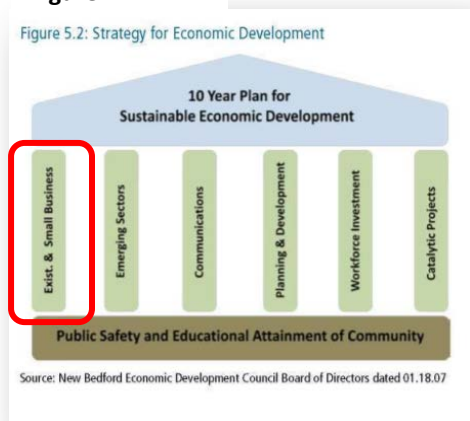 Figure 5.2: Strategy for Economic Development
10 Year Plan for
Sustainable Economic Development
Exist. & Small Business
Emerging Sectors
Communications
Planning & Development
Workforce Investment
Catalytic Projects
Public Safety and Educational Attainment of Community
Source: New Bedford Economic Development Council Board of Directors dated 01.18.07